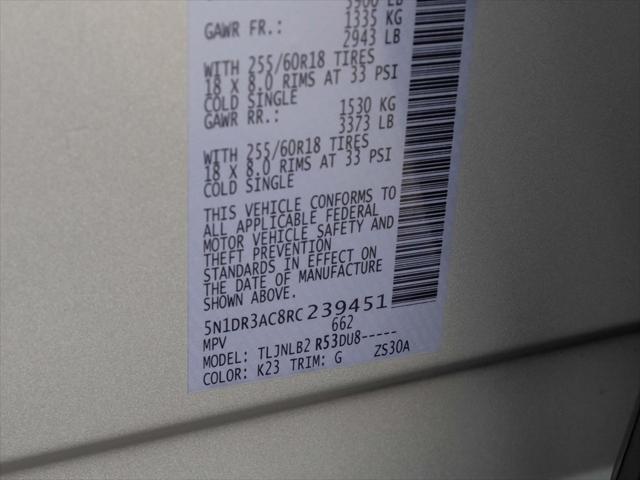 GAWR FR.: 1335 KG
2943 LB
WITH 255/60R18 TIRES
18 X 8.0 RIMS AT 33 PSI
COLD SINGLE
GAWR RR.: 1530 KG
3373 LB
WITH 255/60R18 TIRES
18 X 8.0 RIMS AT 33 PSI
COLD SINGLE
THIS VEHICLE CONFORMS TO
ALL APPLICABLE FEDERAL
MOTOR VEHICLE SAFETY AND
THEFT PREVENTION
STANDARDS IN EFFECT ON
THE DATE OF MANUFACTURE
SHOWN ABOVE.
5N1DR3AC8RC239451
MPV 662
MODEL: TLJNLB2 R53DU8-----
COLOR: K23 TRIM: G ZS30A